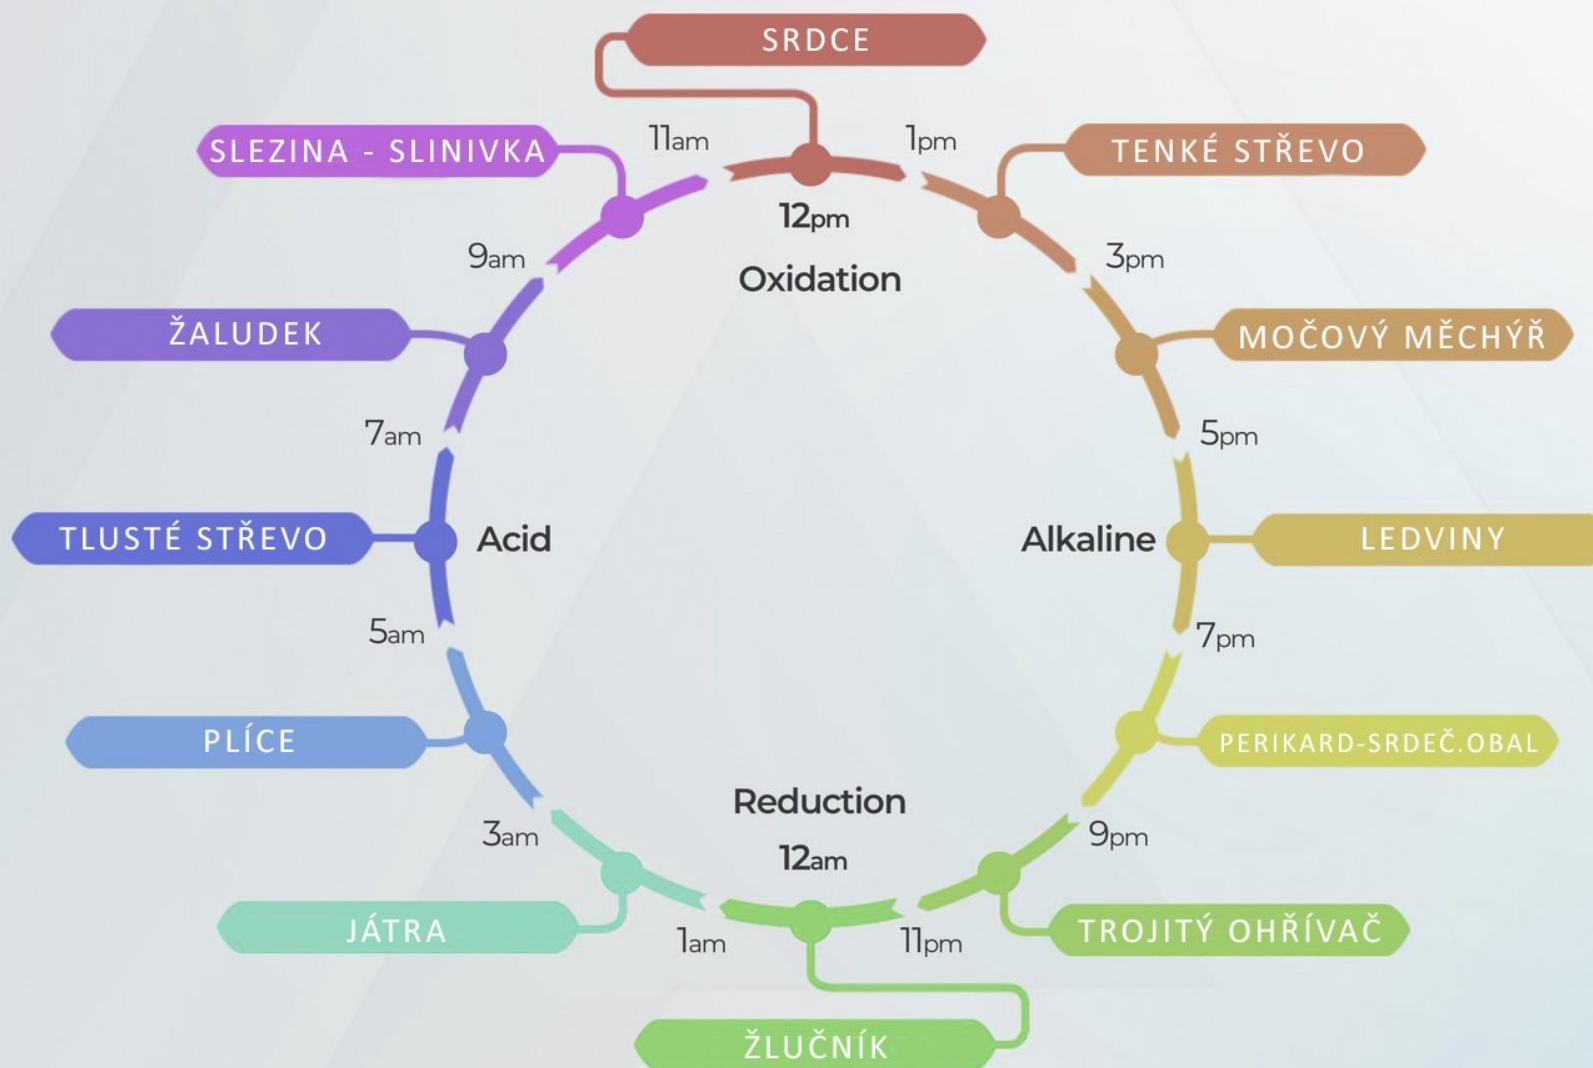 SRDCE
11am
1pm
SLEZINA - SLINIVKA
TENKÉ STŘEVO
12pm
9am
3pm
Oxidation
ŽALUDEK
MOČOVÝ MĚCHÝŘ
7am
5pm
TLUSTÉ STŘEVO
Acid
Alkaline
LEDVINY
5am
7pm
PLÍCE
PERIKARD-SRDEČ.OBAL
Reduction
3am
9pm
12am
JÁTRA
TROJITÝ OHŘÍVAČ
1am
11pm
ŽLUČNÍK